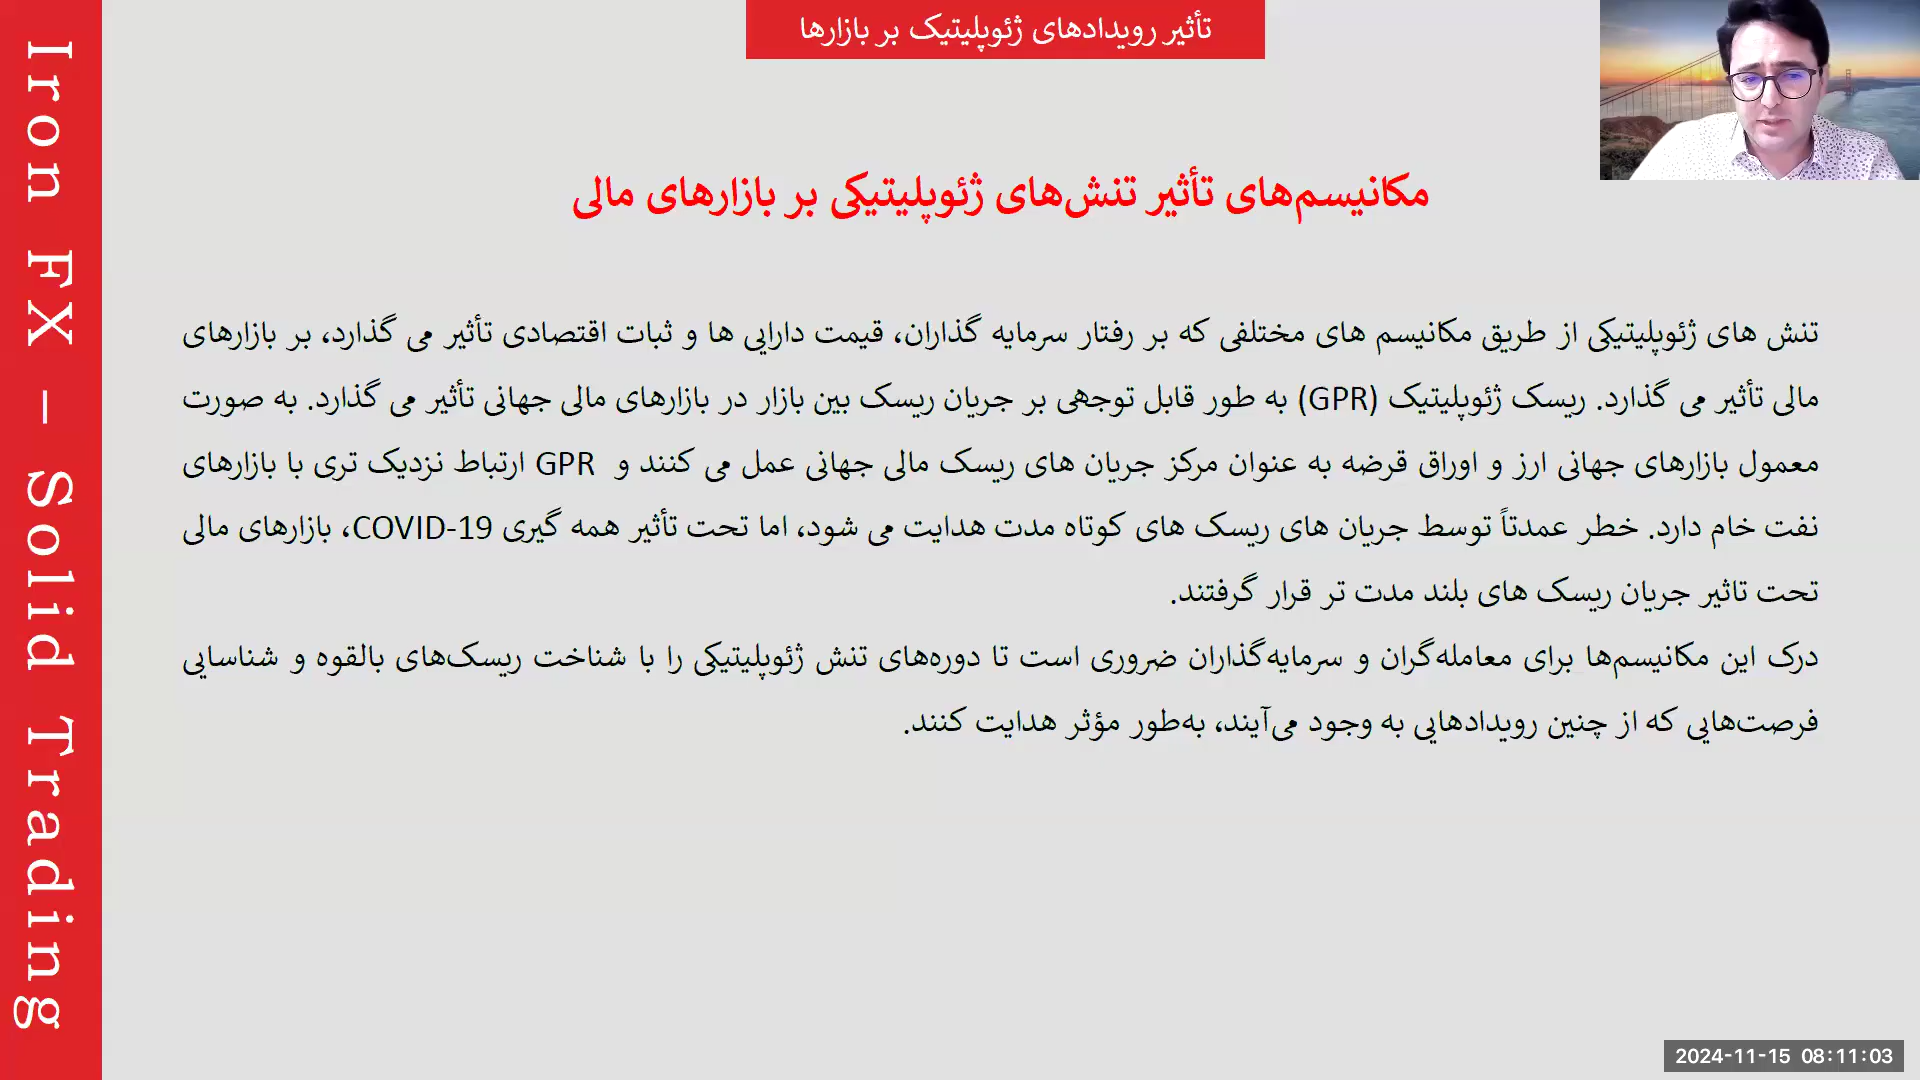 تأثیر رویدادهای ژئوپلیتیک بر بازارها
مکانیسم‌های تأثیر تنش‌های ژئوپلیتیکی بر بازارهای مالی
تنش های ژئوپلیتیکی از طریق مکانیسم های مختلفی که بر رفتار سرمایه گذاران، قیمت دارایی ها و ثبات اقتصادی تأثیر می گذارد، بر بازارهای
مالی تأثیر می گذارد. ریسک ژئوپلیتیک (GPR) به طور قابل توجهی بر جریان ریسک بین بازار در بازارهای مالی جهانی تأثیر می گذارد. به صورت
معمول بازارهای جهانی ارز و اوراق قرضه به عنوان مرکز جریان های ریسک مالی جهانی عمل می کنند و GPR ارتباط نزدیک تری با بازارهای
نفت خام دارد. خطر عمدتاً توسط جریان های ریسک های کوتاه مدت هدایت می شود، اما تحت تأثیر همه گیری COVID-19، بازارهای مالی
تحت تاثیر جریان ریسک های بلند مدت تر قرار گرفتند.
درک این مکانیسم‌ها برای معامله‌گران و سرمایه‌گذاران ضروری است تا دوره‌های تنش ژئوپلیتیکی را با شناخت ریسک‌های بالقوه و شناسایی
فرصت‌هایی که از چنین رویدادهایی به وجود می‌آیند، به‌طور مؤثر هدایت کنند.
Iron FX – Solid Trading
2024-11-15 08:11:03